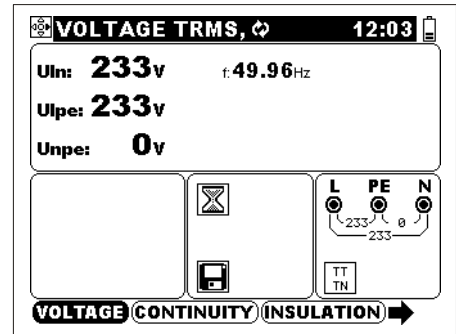 VOLTAGE TRMS, 12:03
Uln: 233v f:49.96Hz
Ulpe: 233v
Unpe: 0v
L PE N
233 0
233
TT
TN
VOLTAGE CONTINUITY INSULATION